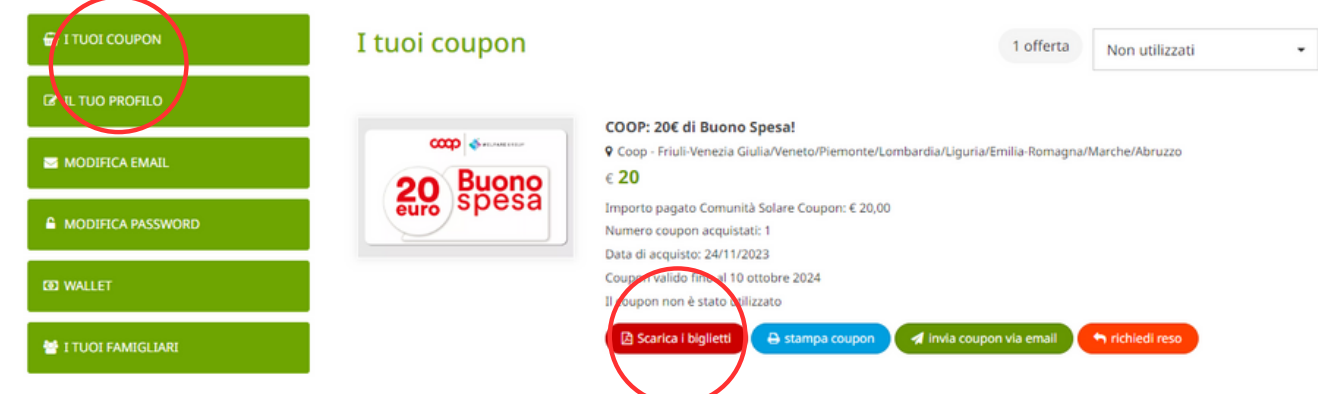 I TUOI COUPON
IL TUO PROFILO
MODIFICA EMAIL
MODIFICA PASSWORD
WALLET
I TUOI FAMIGLIARI
I tuoi coupon
1 offerta
Non utilizzati
coop
WELFARE GROUP
20 euro
Buono spesa
COOP: 20€ di Buono Spesa!
Coop - Friuli-Venezia Giulia/Veneto/Piemonte/Lombardia/Liguria/Emilia-Romagna/Marche/Abruzzo
€ 20
Importo pagato Comunità Solare Coupon: € 20,00
Numero coupon acquistati: 1
Data di acquisto: 24/11/2023
Coupon valido fino al 10 ottobre 2024
Il coupon non è stato utilizzato
Scarica i biglietti
stampa coupon
invia coupon via email
richiedi reso